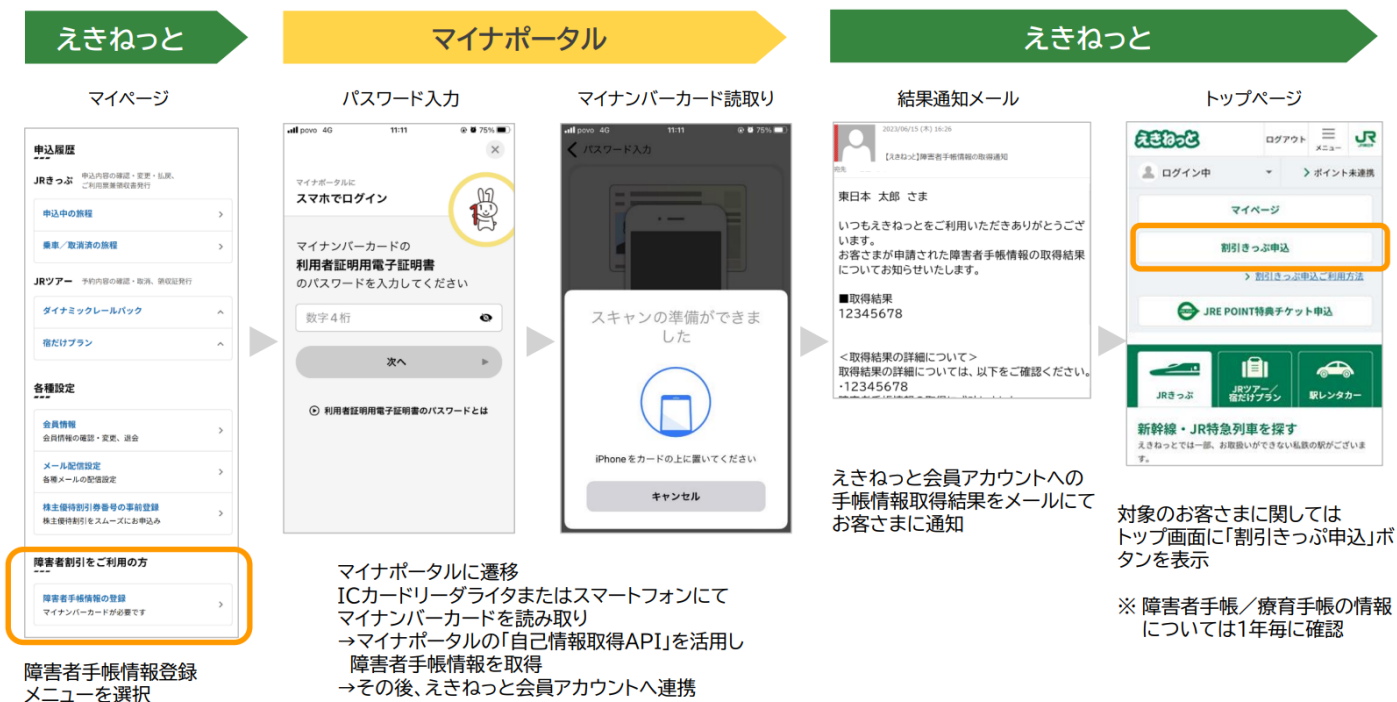 えきねっと
マイナポータル
えきねっと
マイページ
申込履歴
JRきっぷ 申込内容の確認・変更・払戻、
ご利用票兼領収書発行
申込中の旅程
乗車／取消済の旅程
JRツアー 予約内容の確認・取消、領収証発行
ダイナミックレールパック
宿だけプラン
各種設定
会員情報
会員情報の確認・変更、退会
メール配信設定
各種メールの配信設定
株主優待割引券番号の事前登録
株主優待割引をスムーズにお申込み
障害者割引をご利用の方
障害者手帳情報の登録
マイナンバーカードが必要です
障害者手帳情報登録
メニューを選択
パスワード入力
povo 4G 11:11 75%
マイナポータルに
スマホでログイン
マイナンバーカードの
利用者証明用電子証明書
のパスワードを入力してください
数字4桁
次へ
利用者証明用電子証明書のパスワードとは
マイナンバーカード読取り
povo 4G 11:11 75%
パスワード入力
スキャンの準備ができま
した
iPhoneをカードの上に置いてください
キャンセル
マイナポータルに遷移
ICカードリーダライタまたはスマートフォンにて
マイナンバーカードを読み取り
→マイナポータルの「自己情報取得API」を活用し
障害者手帳情報を取得
→その後、えきねっと会員アカウントへ連携
結果通知メール
2023/06/15 (木) 16:26
【えきねっと】障害者手帳情報の取得通知
宛先
東日本 太郎 さま
いつもえきねっとをご利用いただきありがとうござ
います。
お客さまが申請された障害者手帳情報の取得結果
についてお知らせいたします。
■取得結果
12345678
＜取得結果の詳細について＞
取得結果の詳細については、以下をご確認ください。
・12345678
えきねっと会員アカウントへの
手帳情報取得結果をメールにて
お客さまに通知
トップページ
えきねっと ログアウト メニュー JR
ログイン中 ポイント未連携
マイページ
割引きっぷ申込
割引きっぷ申込ご利用方法
JRE POINT特典チケット申込
JRきっぷ
JRツアー／
宿だけプラン
駅レンタカー
新幹線・JR特急列車を探す
えきねっとでは一部、お取扱いができない私鉄の駅がございま
す。
対象のお客さまに関しては
トップ画面に「割引きっぷ申込」ボ
タンを表示
※ 障害者手帳／療育手帳の情報
については1年毎に確認